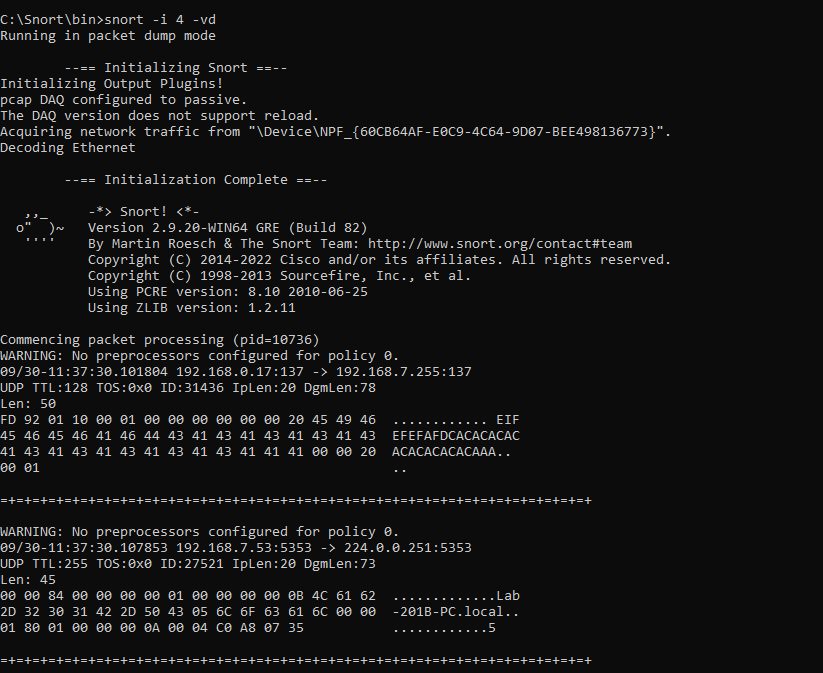 C:\Snort\bin>snort -i 4 -vd
Running in packet dump mode
--== Initializing Snort ==--
Initializing Output Plugins!
pcap DAQ configured to passive.
The DAQ version does not support reload.
Acquiring network traffic from "\Device\NPF_{60CB64AF-E0C9-4C64-9D07-BEE498136773}".
Decoding Ethernet
--== Initialization Complete ==--
,,_     -*> Snort! <*-
o"  )~   Version 2.9.20-WIN64 GRE (Build 82)
''''    By Martin Roesch & The Snort Team: http://www.snort.org/contact#team
Copyright (C) 2014-2022 Cisco and/or its affiliates. All rights reserved.
Copyright (C) 1998-2013 Sourcefire, Inc., et al.
Using PCRE version: 8.10 2010-06-25
Using ZLIB version: 1.2.11
Commencing packet processing (pid=10736)
WARNING: No preprocessors configured for policy 0.
09/30-11:37:30.101804 192.168.0.17:137 -> 192.168.7.255:137
UDP TTL:128 TOS:0x0 ID:31436 IpLen:20 DgmLen:78
Len: 50
FD 92 01 10 00 01 00 00 00 00 00 00 20 45 49 46  ............ EIF
45 46 45 46 41 46 44 43 41 43 41 43 41 43 41 43  EFEFAFDCACACACAC
41 43 41 43 41 43 41 43 41 43 41 41 41 00 00 20  ACACACACACAAA..
00 01                                            ..
=+=+=+=+=+=+=+=+=+=+=+=+=+=+=+=+=+=+=+=+=+=+=+=+=+=+=+=+=+=+=+=+=+=+=+=+=+
WARNING: No preprocessors configured for policy 0.
09/30-11:37:30.107853 192.168.7.53:5353 -> 224.0.0.251:5353
UDP TTL:255 TOS:0x0 ID:27521 IpLen:20 DgmLen:73
Len: 45
00 00 84 00 00 00 00 01 00 00 00 00 0B 4C 61 62  .............Lab
2D 32 30 31 42 2D 50 43 05 6C 6F 63 61 6C 00 00  -201B-PC.local..
01 80 01 00 00 00 0A 00 04 C0 A8 07 35           ............5
=+=+=+=+=+=+=+=+=+=+=+=+=+=+=+=+=+=+=+=+=+=+=+=+=+=+=+=+=+=+=+=+=+=+=+=+=+